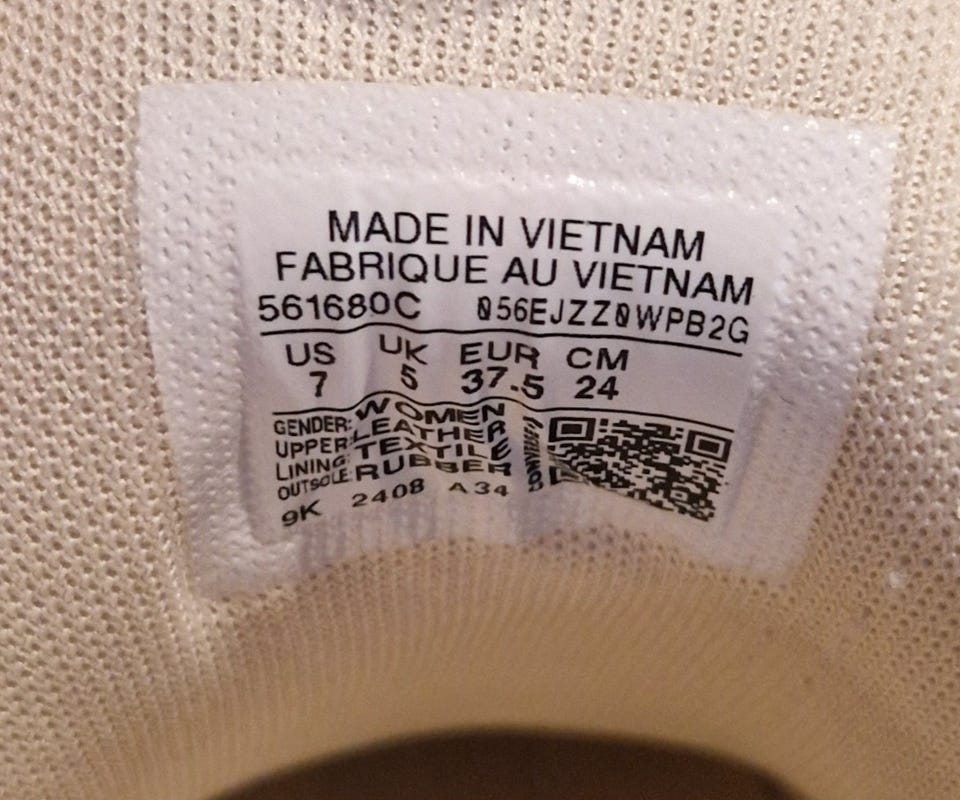 MADE IN VIETNAM
FABRIQUE AU VIETNAM
561680C 056EJZZ0WPB2G
US UK EUR CM
7 5 37.5 24
GENDER: WOMEN
UPPER: LEATHER
LINING: TEXTILE
OUTSOLE: RUBBER
9K 2408 A34